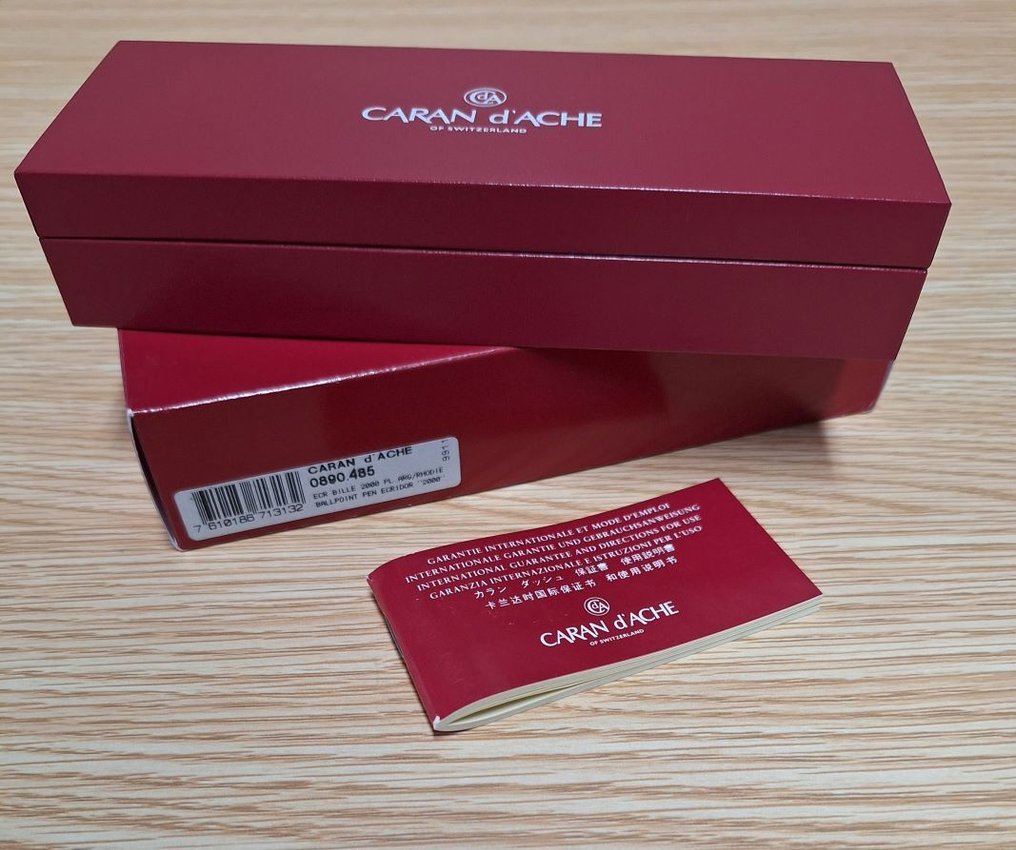 CdA
CARAN d'ACHE
OF SWITZERLAND
CARAN d'ACHE
0890.485
ECR BILLE 2000 PL ARG/RHODIE
BALLPOINT PEN ECRIDOR "2000"
7 610186 713132
9911
GARANTIE INTERNATIONALE ET MODE D'EMPLOI
INTERNATIONALE GARANTIE UND GEBRAUCHSANWEISUNG
INTERNATIONAL GUARANTEE AND DIRECTIONS FOR USE
GARANZIA INTERNAZIONALE E ISTRUZIONI PER L'USO
カラン ダッシュ 保証書 使用説明書
卡兰达时国际保证书 和使用说明书
CdA
CARAN d'ACHE
OF SWITZERLAND